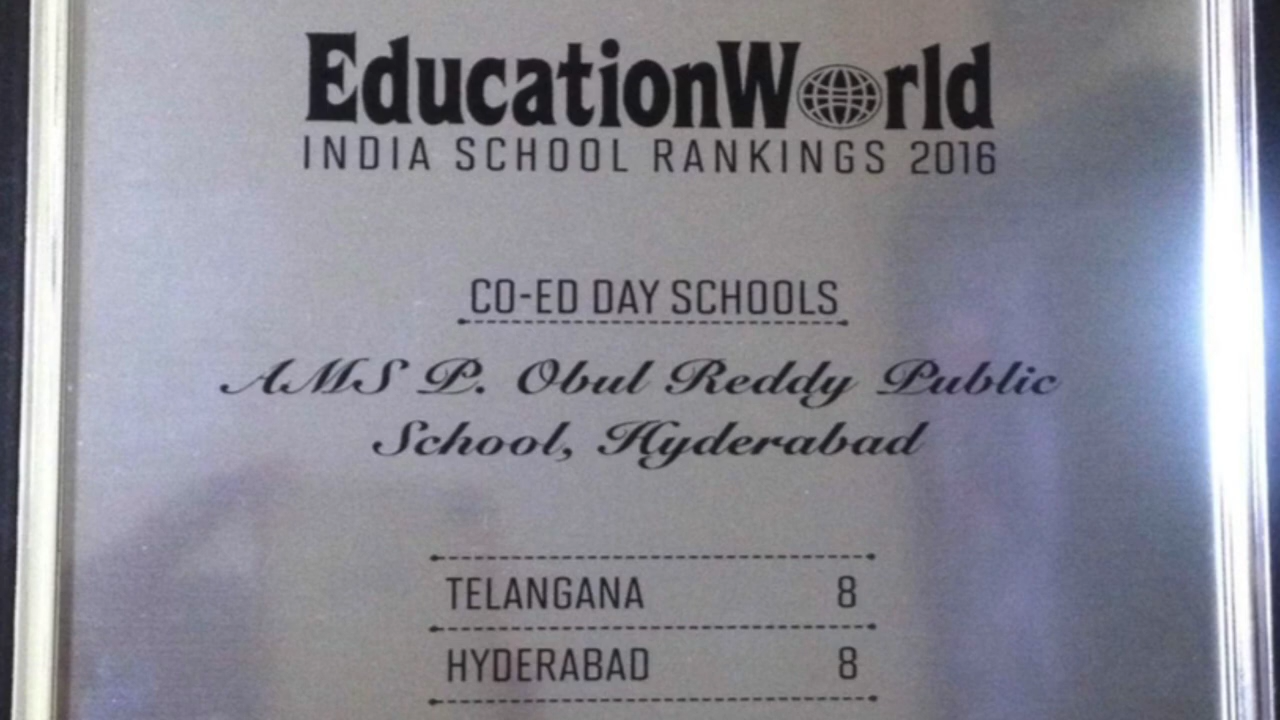 EducationWorld
INDIA SCHOOL RANKINGS 2016
CO-ED DAY SCHOOLS
AMS P. Obul Reddy Public
School, Hyderabad
TELANGANA 8
HYDERABAD 8